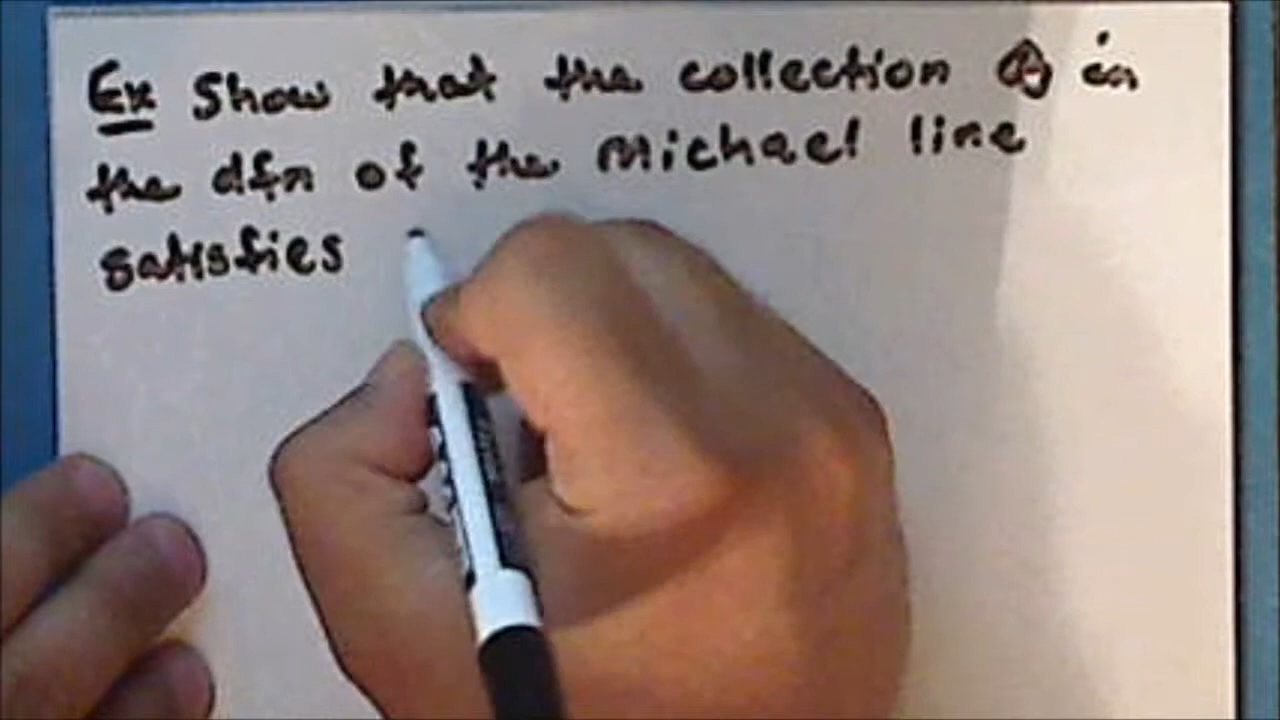 Ex Show that the collection in
the dfn of the Michael line
satisfies